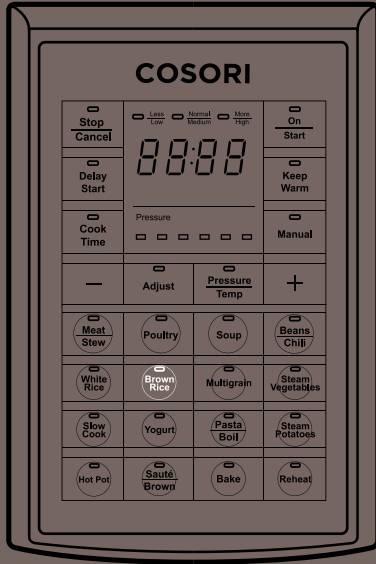 COSORI
Stop
Cancel
Less
Low
Normal
Medium
More
High
On
Start
88:88
Delay
Start
Keep
Warm
Pressure
Cook
Time
Manual
—
Adjust
Pressure
Temp
+
Meat
Stew
Poultry
Soup
Beans
Chili
White
Rice
Brown
Rice
Multigrain
Steam
Vegetables
Slow
Cook
Yogurt
Pasta
Boil
Steam
Potatoes
Hot Pot
Sauté
Brown
Bake
Reheat